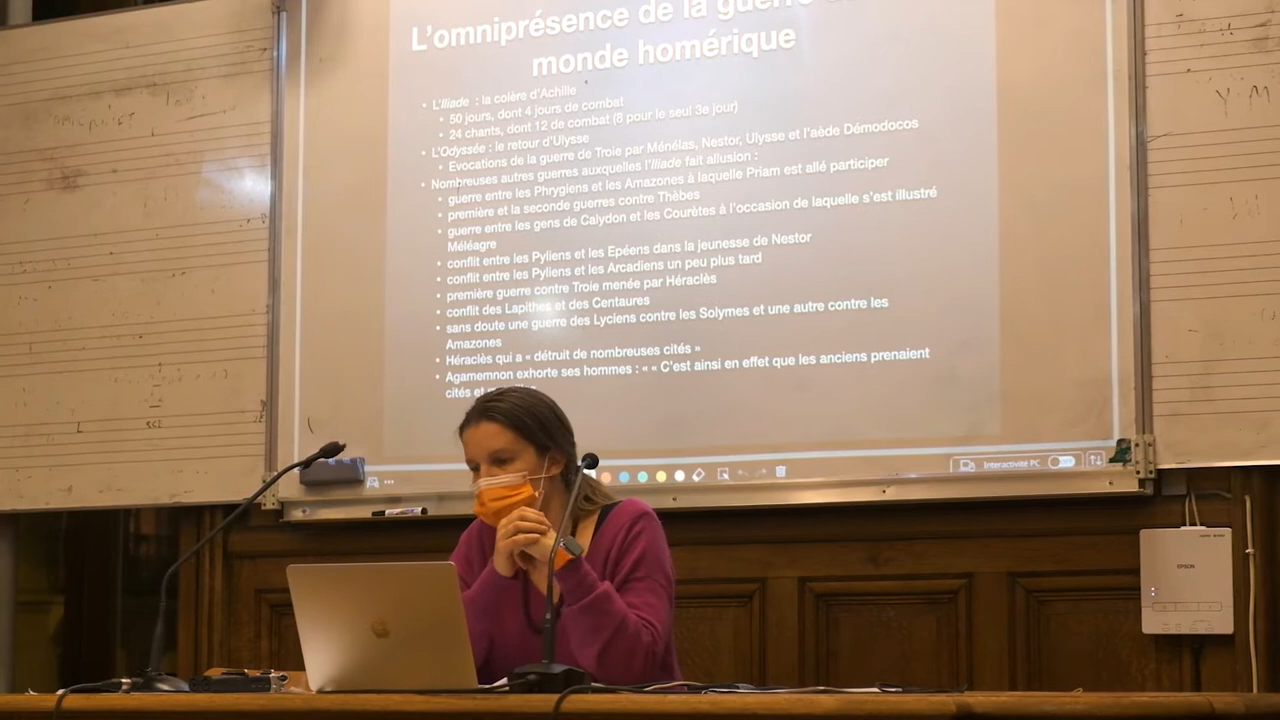 L'omniprésence de la guerre
monde homérique
• L'Iliade : la colère d'Achille
• 50 jours, dont 4 jours de combat
• 24 chants, dont 12 de combat (8 pour le seul 3e jour)
• L'Odyssée : le retour d'Ulysse
• Evocations de la guerre de Troie par Ménélas, Nestor, Ulysse et l'aède Démodocos
• Nombreuses autres guerres auxquelles l'Iliade fait allusion :
• guerre entre les Phrygiens et les Amazones à laquelle Priam est allé participer
• première et la seconde guerres contre Thèbes
• guerre entre les gens de Calydon et les Courètes à l'occasion de laquelle s'est illustré
Méléagre
• conflit entre les Pyliens et les Epéens dans la jeunesse de Nestor
• conflit entre les Pyliens et les Arcadiens un peu plus tard
• première guerre contre Troie menée par Héraclès
• conflit des Lapithes et des Centaures
• sans doute une guerre des Lyciens contre les Solymes et une autre contre les
Amazones
• Héraclès qui a « détruit de nombreuses cités »
• Agamemnon exhorte ses hommes : « « C'est ainsi en effet que les anciens prenaient
cités et
Interactivité PC
OFF
Y M
EPSON